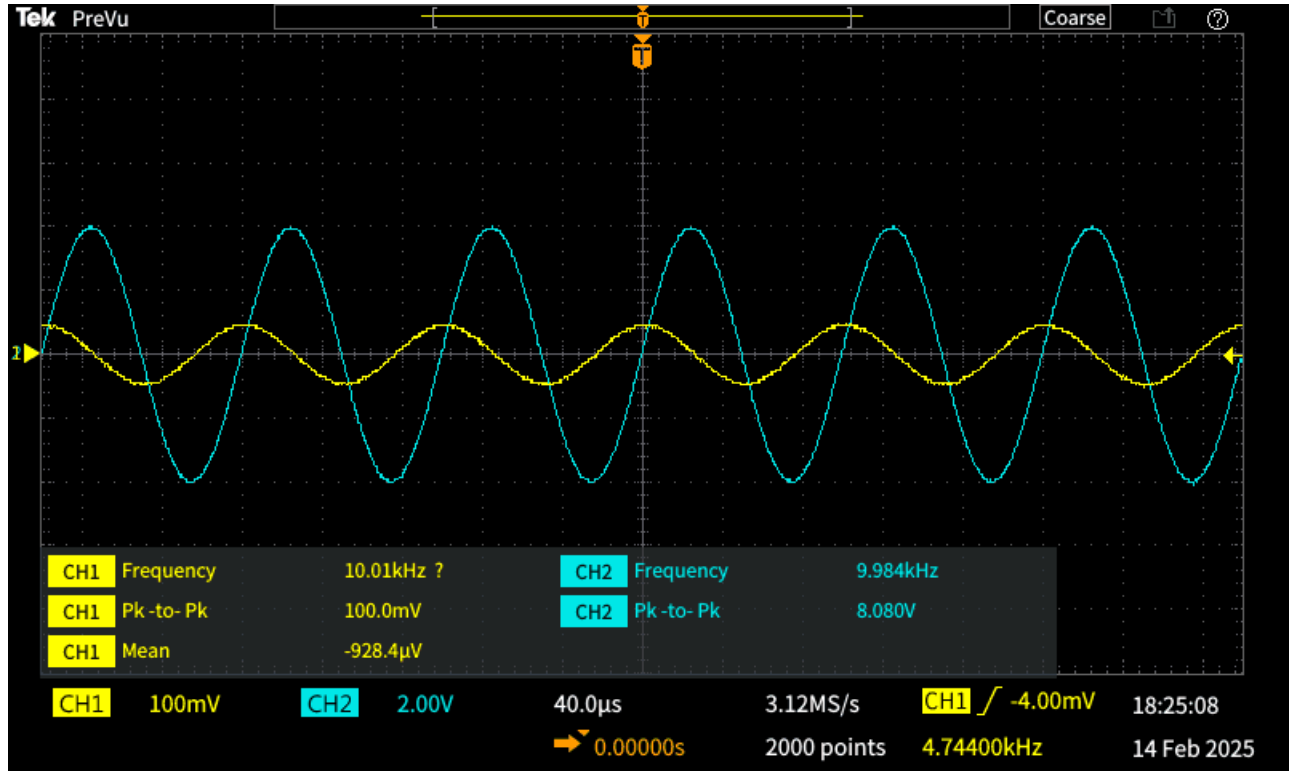 Tek PreVu Coarse
T
T
2
CH1 Frequency 10.01kHz ? CH2 Frequency 9.984kHz
CH1 Pk-to-Pk 100.0mV CH2 Pk-to-Pk 8.080V
CH1 Mean -928.4µV
CH1 100mV CH2 2.00V 40.0µs 3.12MS/s CH1 -4.00mV 18:25:08
0.00000s 2000 points 4.74400kHz 14 Feb 2025